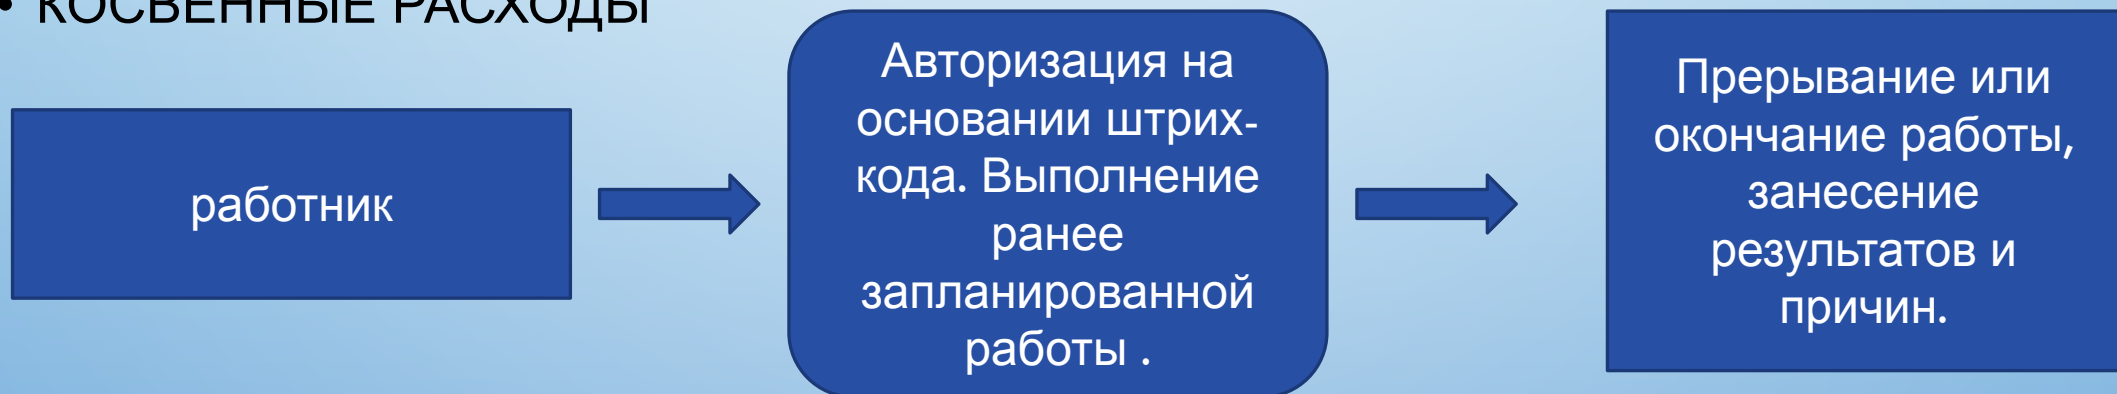 • КОСВЕННЫЕ РАСХОДЫ
работник
Авторизация на
основании штрих-
кода. Выполнение
ранее
запланированной
работы .
Прерывание или
окончание работы,
занесение
результатов и
причин.